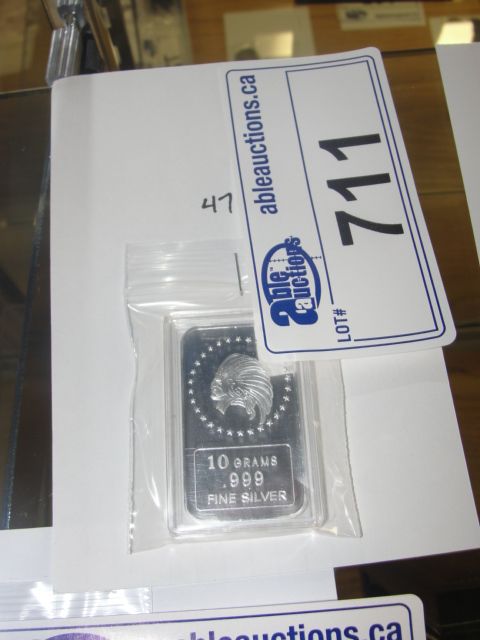 ableauctions.ca
able auctions
LOT# 711
47
10 GRAMS
.999
FINE SILVER
ableauctions.ca